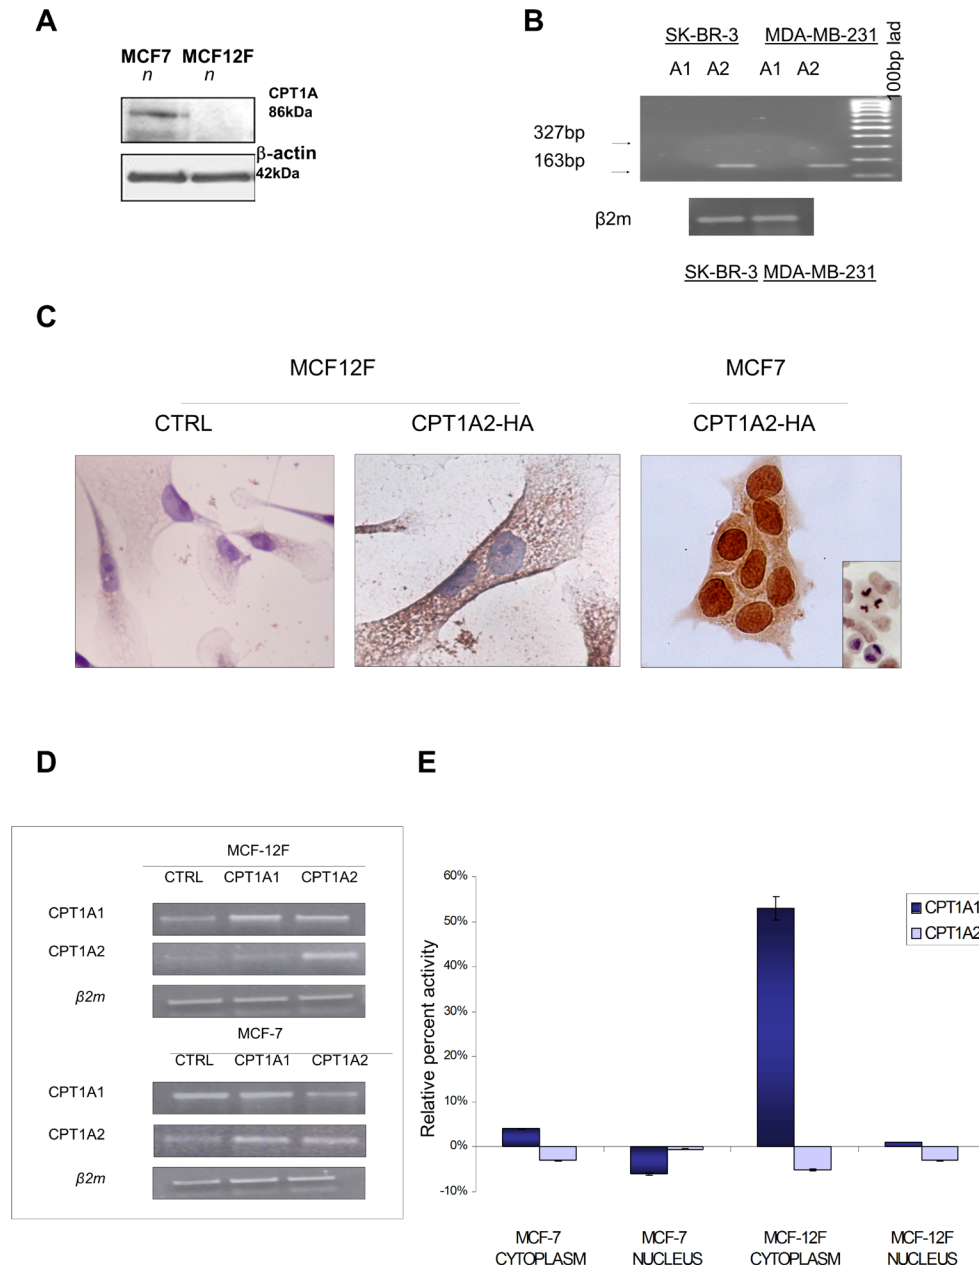 A
MCF7 MCF12F
n n
CPT1A
86kDa
β-actin
42kDa
B
SK-BR-3 MDA-MB-231
A1 A2 A1 A2
100bp lad
327bp
163bp
β2m
SK-BR-3 MDA-MB-231
C
MCF12F MCF7
CTRL CPT1A2-HA CPT1A2-HA
D
MCF-12F
CTRL CPT1A1 CPT1A2
CPT1A1
CPT1A2
β2m
MCF-7
CTRL CPT1A1 CPT1A2
CPT1A1
CPT1A2
β2m
E
Relative percent activity
60%
50%
40%
30%
20%
10%
0%
-10%
CPT1A1
CPT1A2
MCF-7 MCF-7 MCF-12F MCF-12F
CYTOPLASM NUCLEUS CYTOPLASM NUCLEUS